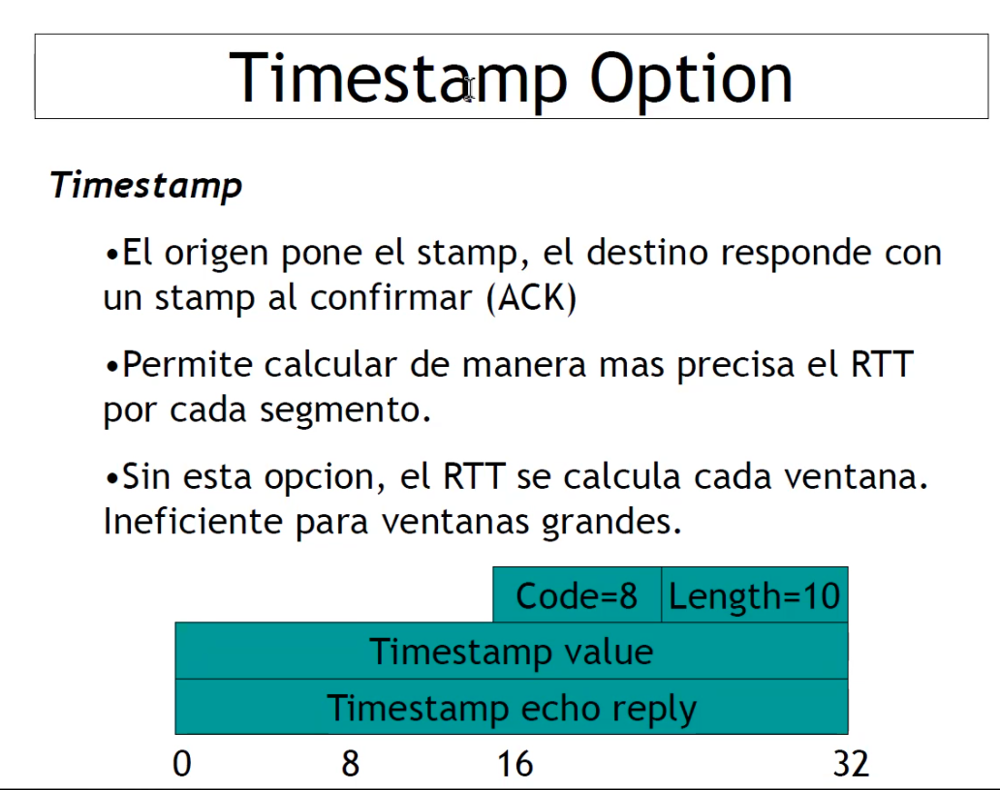 Timestamp Option
Timestamp
•El origen pone el stamp, el destino responde con
un stamp al confirmar (ACK)
•Permite calcular de manera mas precisa el RTT
por cada segmento.
•Sin esta opcion, el RTT se calcula cada ventana.
Ineficiente para ventanas grandes.
Code=8 Length=10
Timestamp value
Timestamp echo reply
0 8 16 32